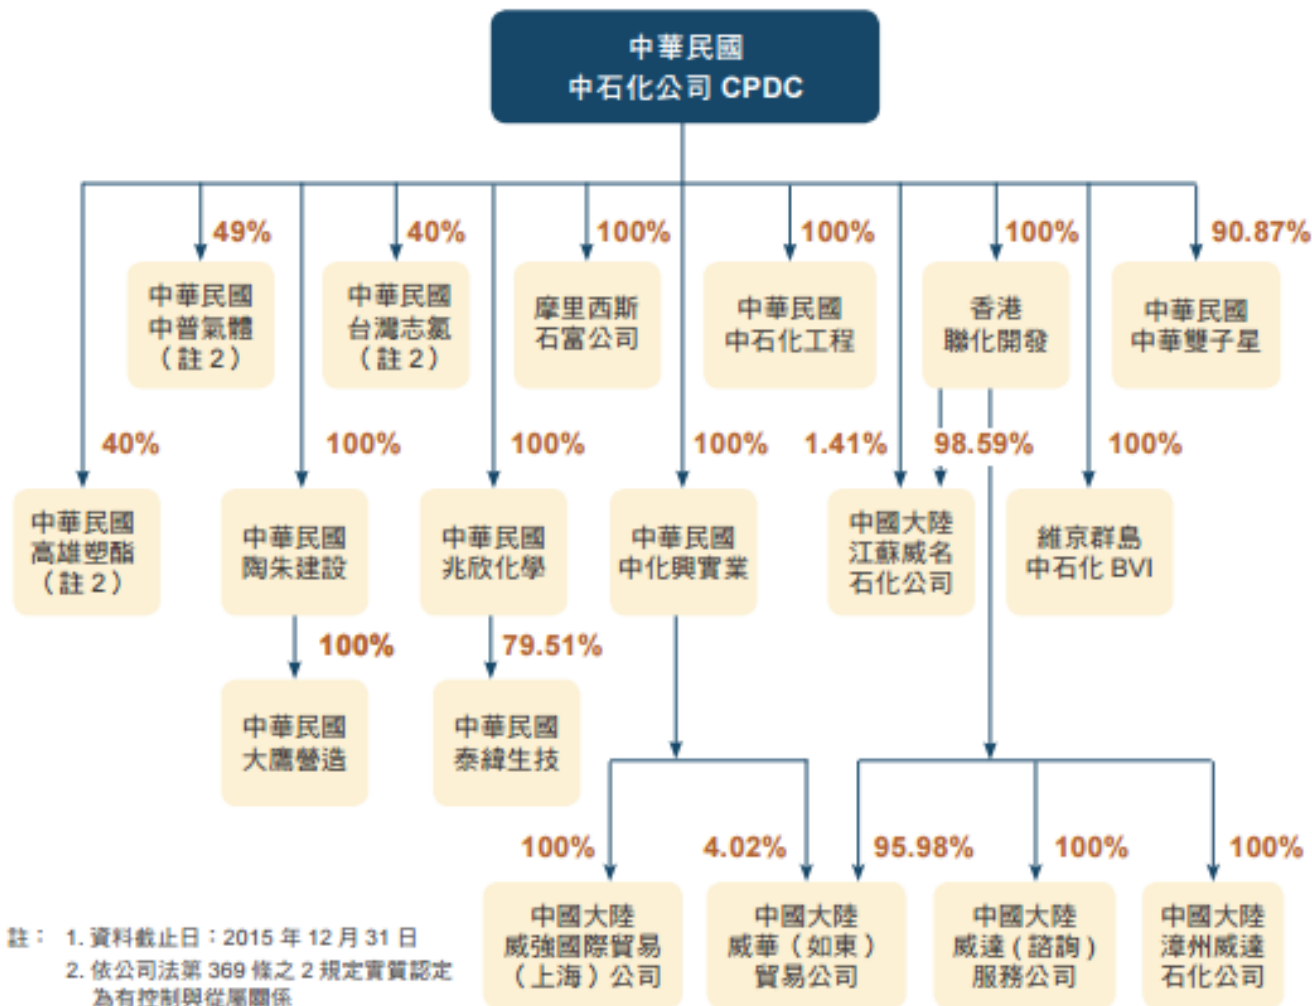 中華民國
中石化公司 CPDC
49%
40%
100%
100%
100%
90.87%
中華民國
中普氣體
（註 2）
中華民國
台灣志氯
（註 2）
摩里西斯
石富公司
中華民國
中石化工程
香港
聯化開發
中華民國
中華雙子星
40%
100%
100%
100%
1.41%
98.59%
100%
中華民國
高雄塑酯
（註 2）
中華民國
陶朱建設
中華民國
兆欣化學
中華民國
中化興實業
中國大陸
江蘇威名
石化公司
維京群島
中石化 BVI
100%
79.51%
中華民國
大鷹營造
中華民國
泰緯生技
100%
4.02%
95.98%
100%
100%
中國大陸
威強國際貿易
（上海）公司
中國大陸
威華（如東）
貿易公司
中國大陸
威達(諮詢)
服務公司
中國大陸
漳州威達
石化公司
註： 1. 資料截止日：2015 年 12 月 31 日
2. 依公司法第 369 條之 2 規定實質認定
為有控制與從屬關係